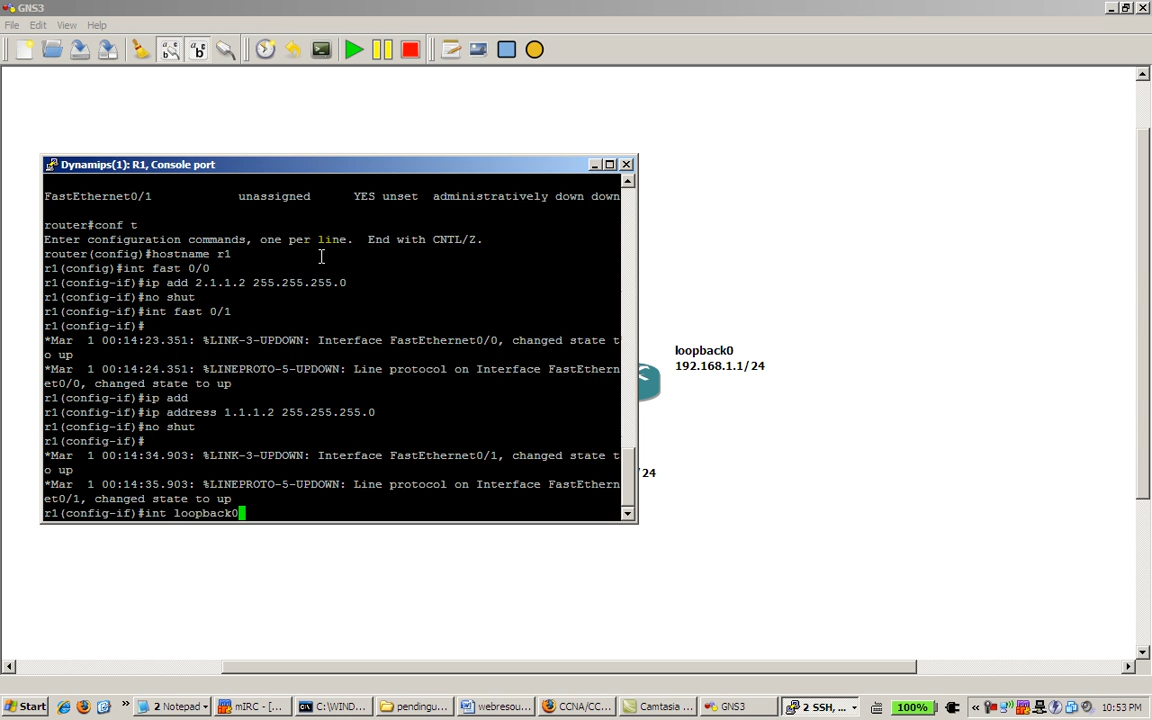 GNS3
File Edit View Help
Dynamips(1): R1, Console port
FastEthernet0/1 unassigned YES unset administratively down down
router#conf t
Enter configuration commands, one per line. End with CNTL/Z.
router(config)#hostname r1
r1(config)#int fast 0/0
r1(config-if)#ip add 2.1.1.2 255.255.255.0
r1(config-if)#no shut
r1(config-if)#int fast 0/1
r1(config-if)#
*Mar 1 00:14:23.351: %LINK-3-UPDOWN: Interface FastEthernet0/0, changed state t
o up
*Mar 1 00:14:24.351: %LINEPROTO-5-UPDOWN: Line protocol on Interface FastEthern
et0/0, changed state to up
r1(config-if)#ip add
r1(config-if)#ip address 1.1.1.2 255.255.255.0
r1(config-if)#no shut
r1(config-if)#
*Mar 1 00:14:34.903: %LINK-3-UPDOWN: Interface FastEthernet0/1, changed state t
o up
*Mar 1 00:14:35.903: %LINEPROTO-5-UPDOWN: Line protocol on Interface FastEthern
et0/1, changed state to up
r1(config-if)#int loopback0
loopback0
192.168.1.1/24
/24
Start » 2 Notepad mIRC - [... C:\WIND... pendingu... webresou... CCNA/CC... Camtasia ... GNS3 2 SSH, ... 100% « 10:53 PM